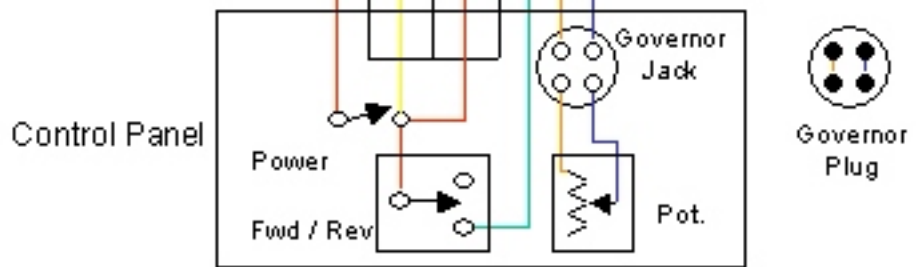 Governor
Jack
Control Panel
Power
Fwd / Rev
Pot.
Governor
Plug